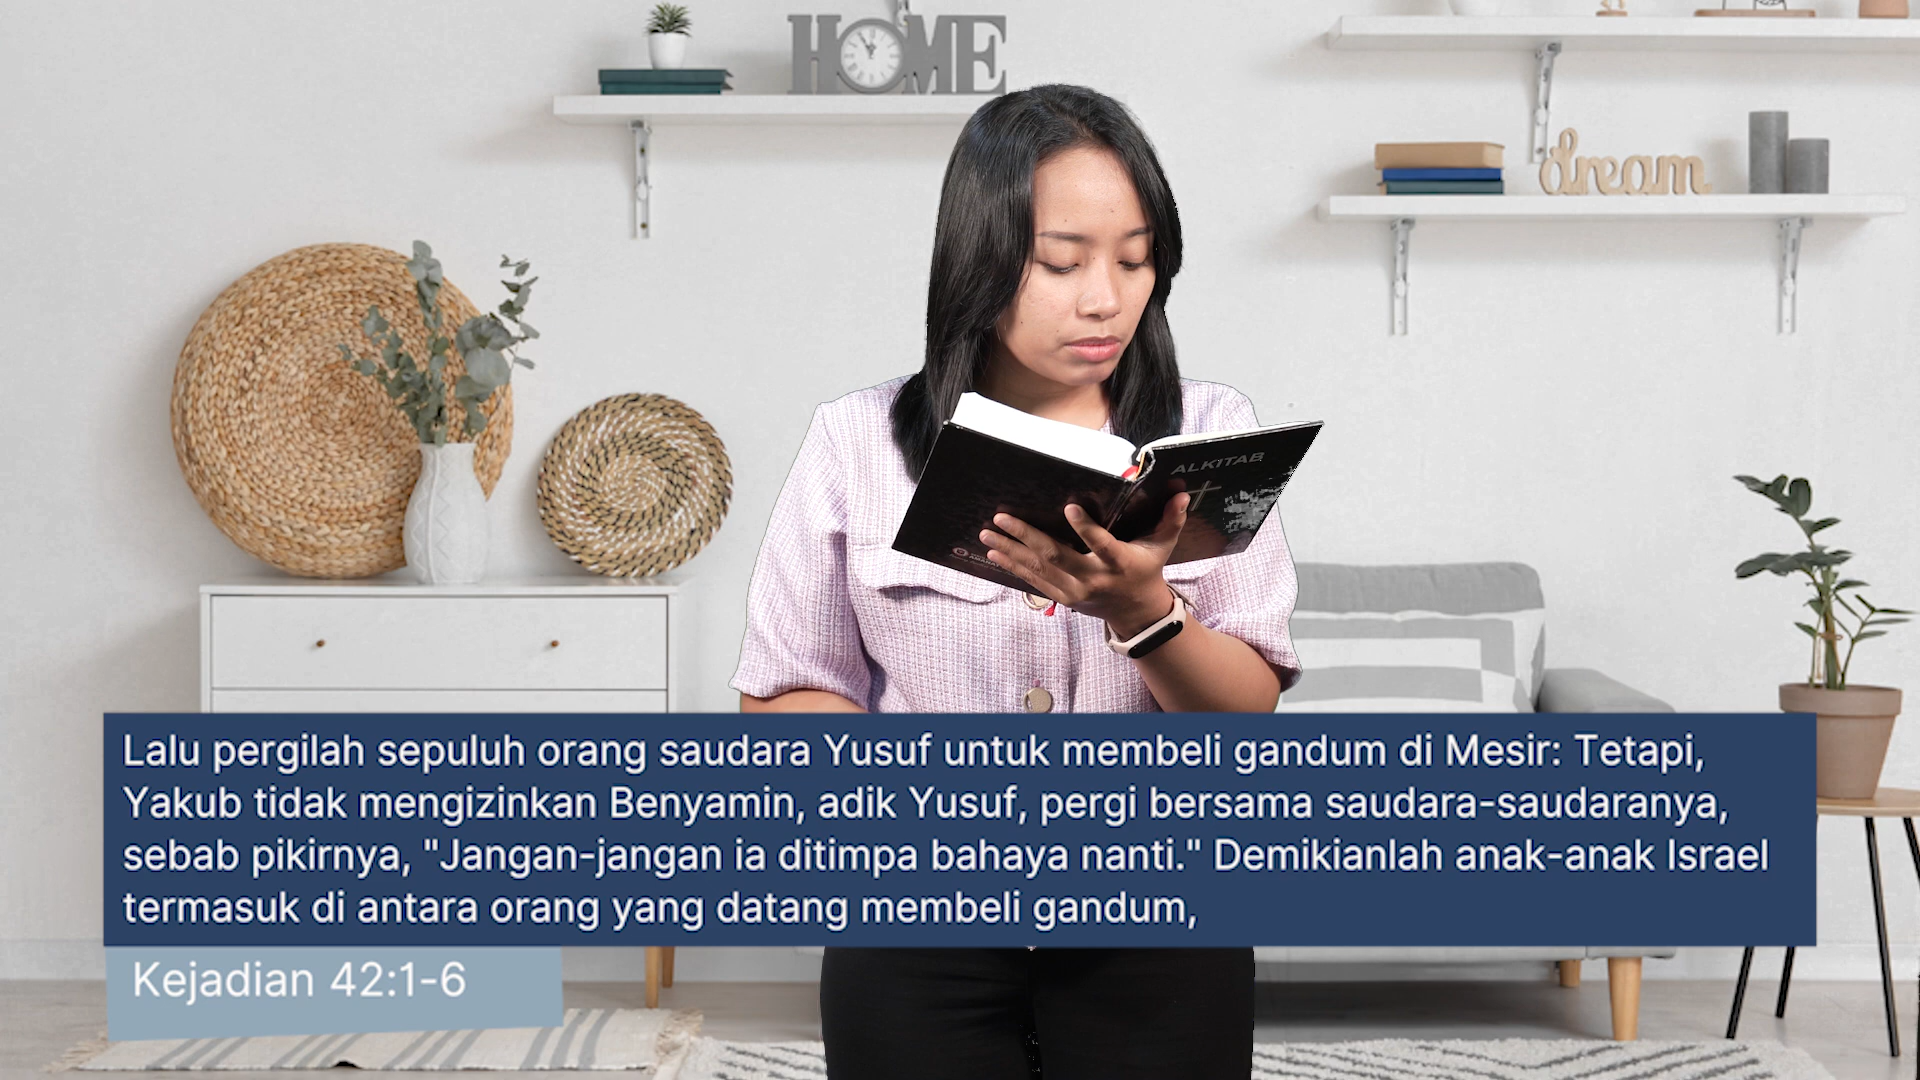 HOME
dream
ALKITAB
Lalu pergilah sepuluh orang saudara Yusuf untuk membeli gandum di Mesir: Tetapi,
Yakub tidak mengizinkan Benyamin, adik Yusuf, pergi bersama saudara-saudaranya,
sebab pikirnya, "Jangan-jangan ia ditimpa bahaya nanti." Demikianlah anak-anak Israel
termasuk di antara orang yang datang membeli gandum,
Kejadian 42:1-6